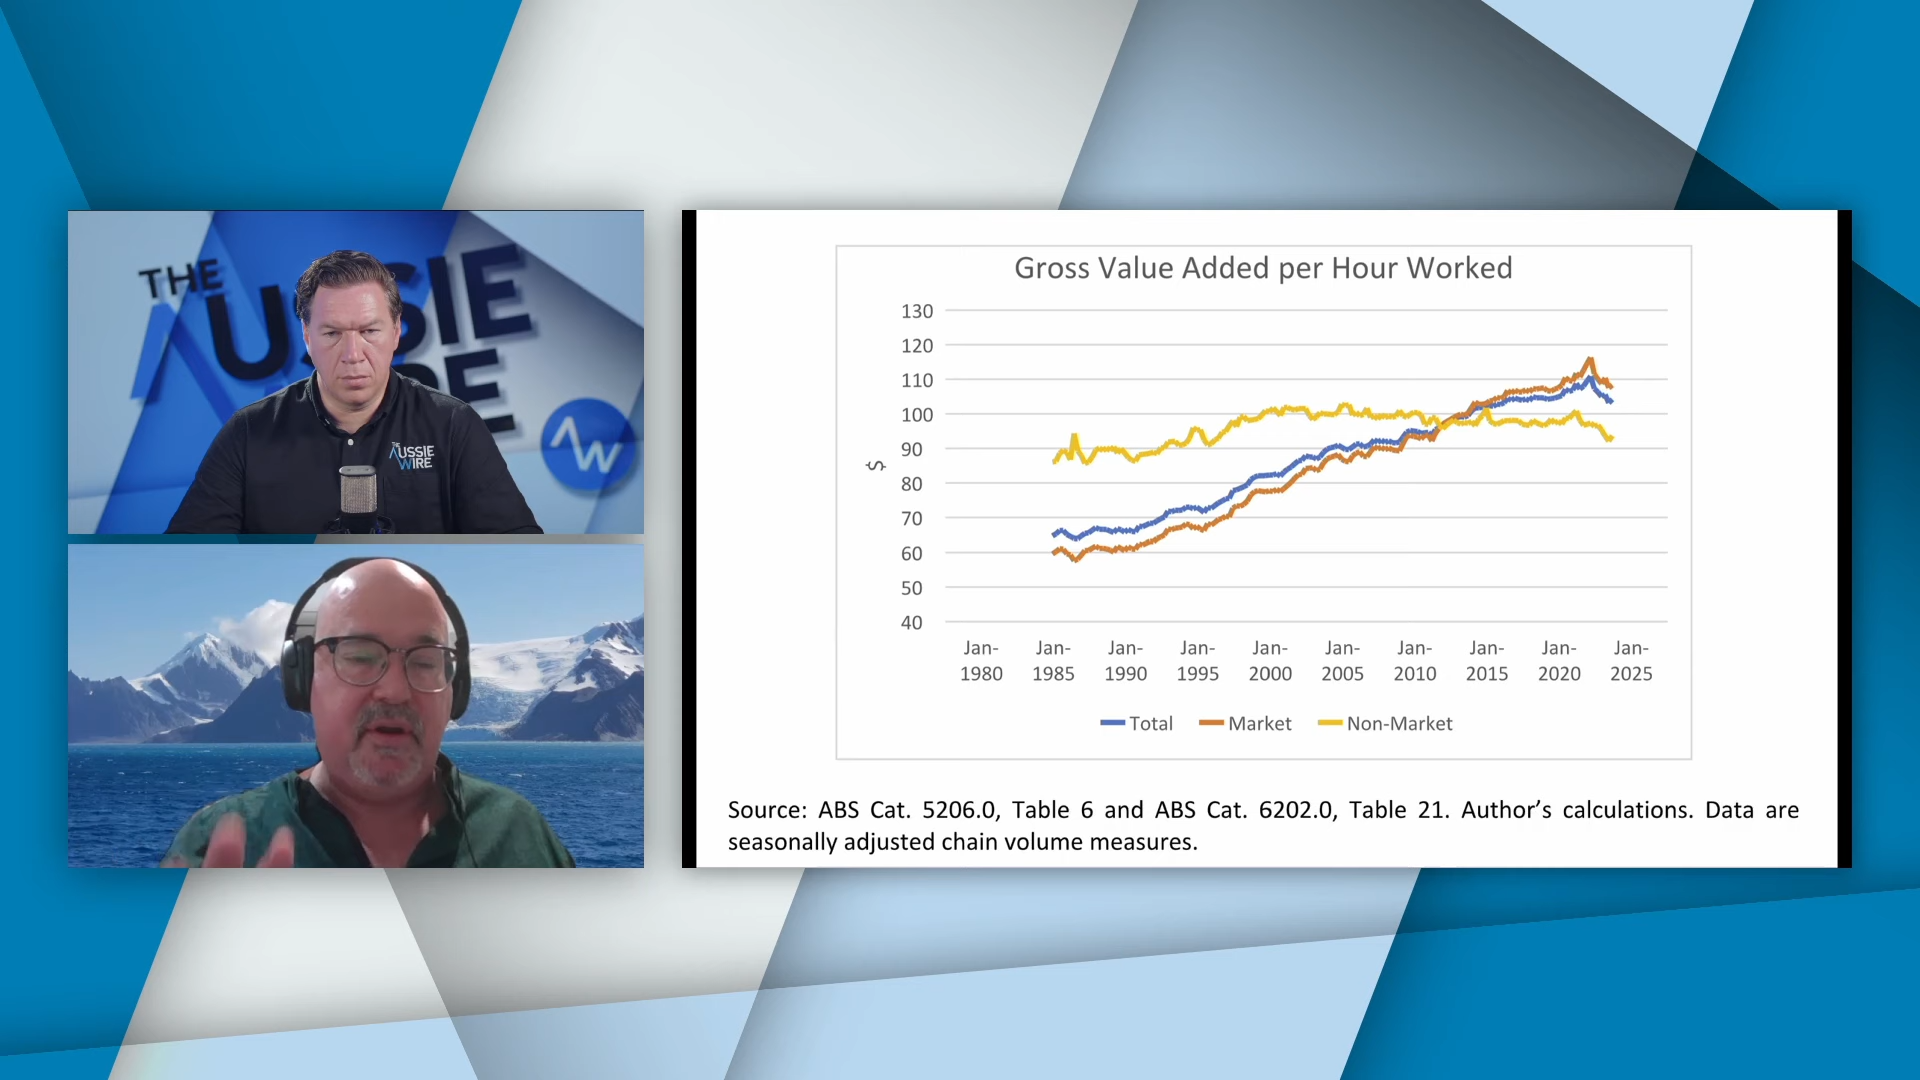 THE
AUSSIE
WIRE
AW
THE
AUSSIE
WIRE
Gross Value Added per Hour Worked
130
120
110
100
90
80
70
60
50
40
$
Jan-1980 Jan-1985 Jan-1990 Jan-1995 Jan-2000 Jan-2005 Jan-2010 Jan-2015 Jan-2020 Jan-2025
Total Market Non-Market
Source: ABS Cat. 5206.0, Table 6 and ABS Cat. 6202.0, Table 21. Author’s calculations. Data are
seasonally adjusted chain volume measures.